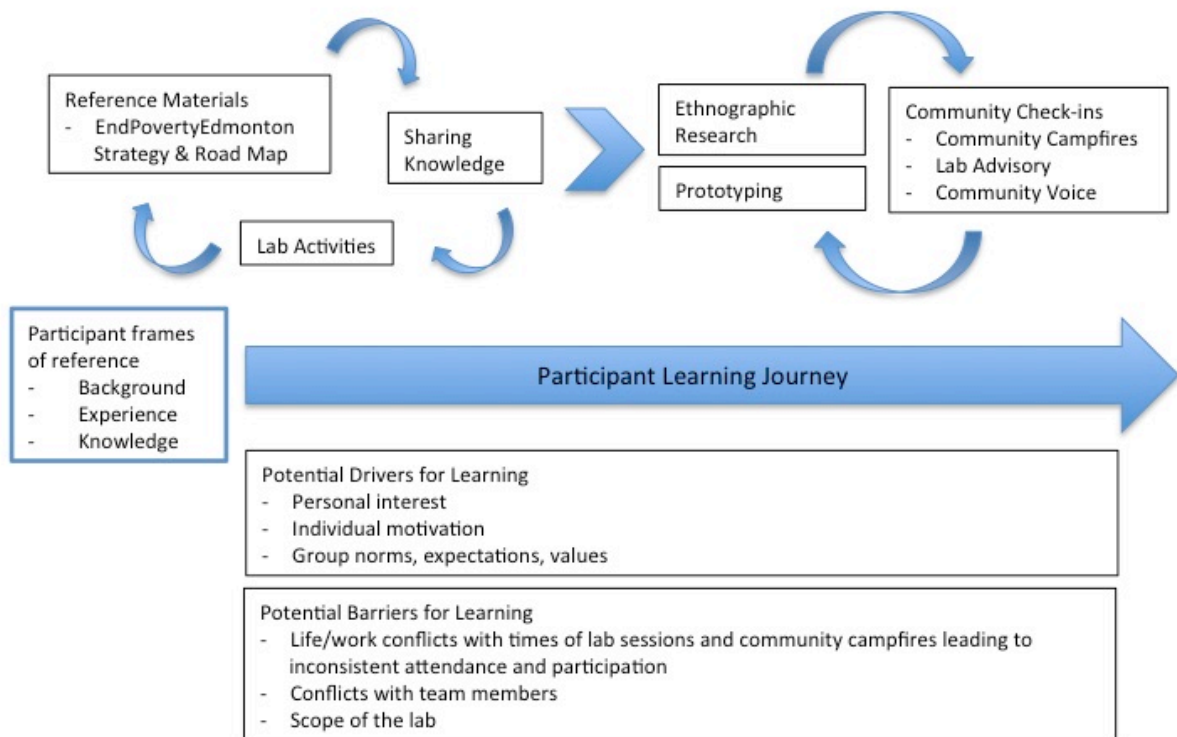 Reference Materials
- EndPovertyEdmonton
Strategy & Road Map
Sharing
Knowledge
Lab Activities
Ethnographic
Research
Prototyping
Community Check-ins
- Community Campfires
- Lab Advisory
- Community Voice
Participant frames
of reference
- Background
- Experience
- Knowledge
Participant Learning Journey
Potential Drivers for Learning
- Personal interest
- Individual motivation
- Group norms, expectations, values
Potential Barriers for Learning
- Life/work conflicts with times of lab sessions and community campfires leading to
inconsistent attendance and participation
- Conflicts with team members
- Scope of the lab